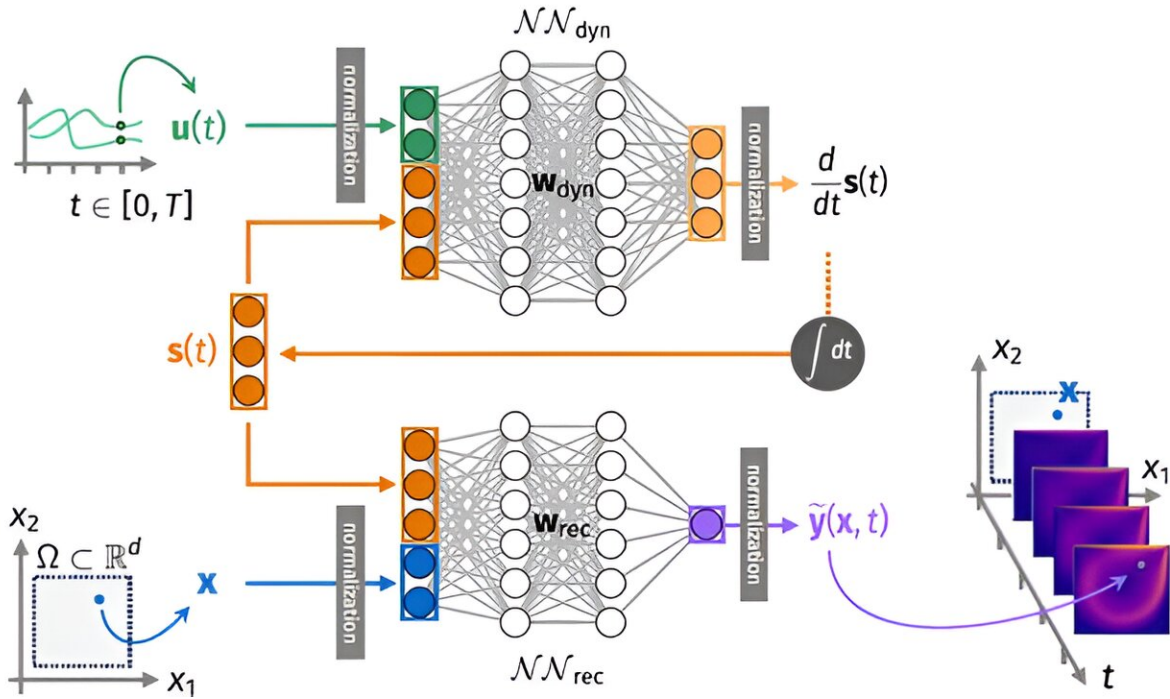 𝒩𝒩dyn
normalization
u(t)
t ∈ [0, T]
wdyn
normalization
d/dt s(t)
s(t)
∫ dt
x₂
x
x₁
t
x₂
Ω ⊂ ℝᵈ
x
x₁
normalization
wrec
normalization
ỹ(x, t)
𝒩𝒩rec